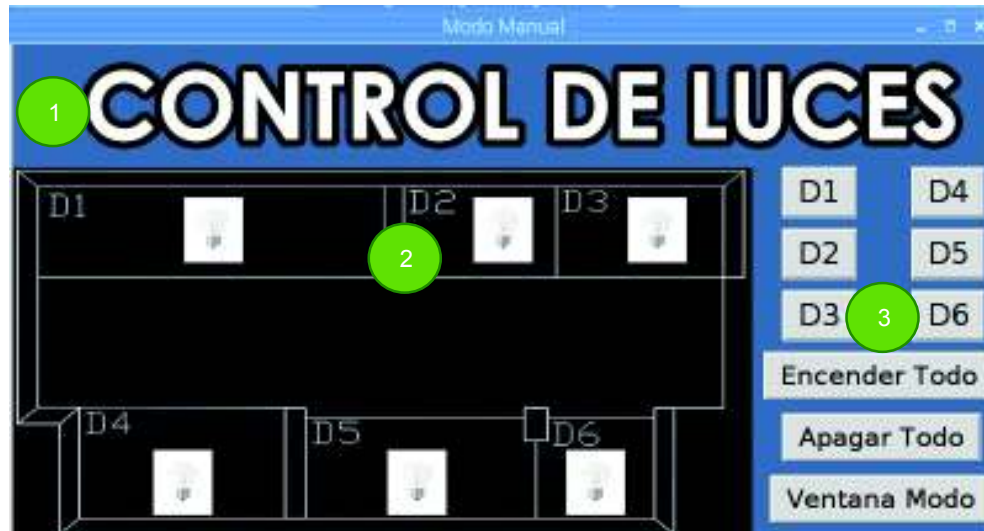 Modo Manual
1
CONTROL DE LUCES
D1
D2
D3
2
D4
D5
D6
D1
D4
D2
D5
D3
3
D6
Encender Todo
Apagar Todo
Ventana Modo